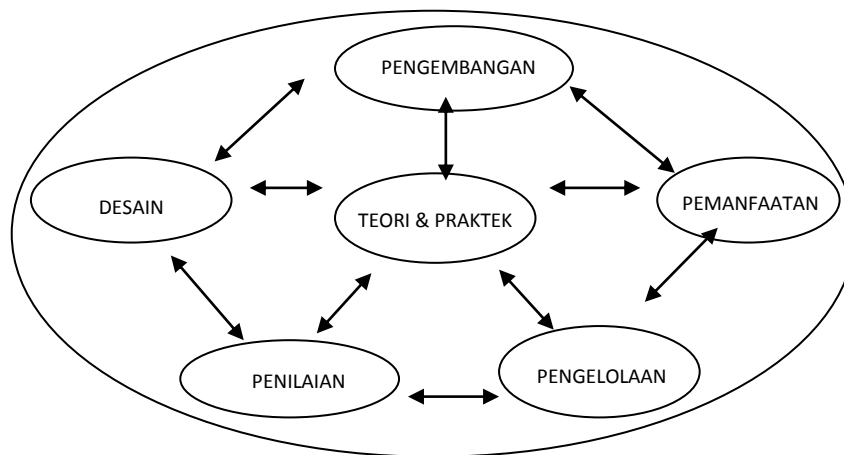 PENGEMBANGAN
DESAIN
TEORI & PRAKTEK
PEMANFAATAN
PENILAIAN
PENGELOLAAN